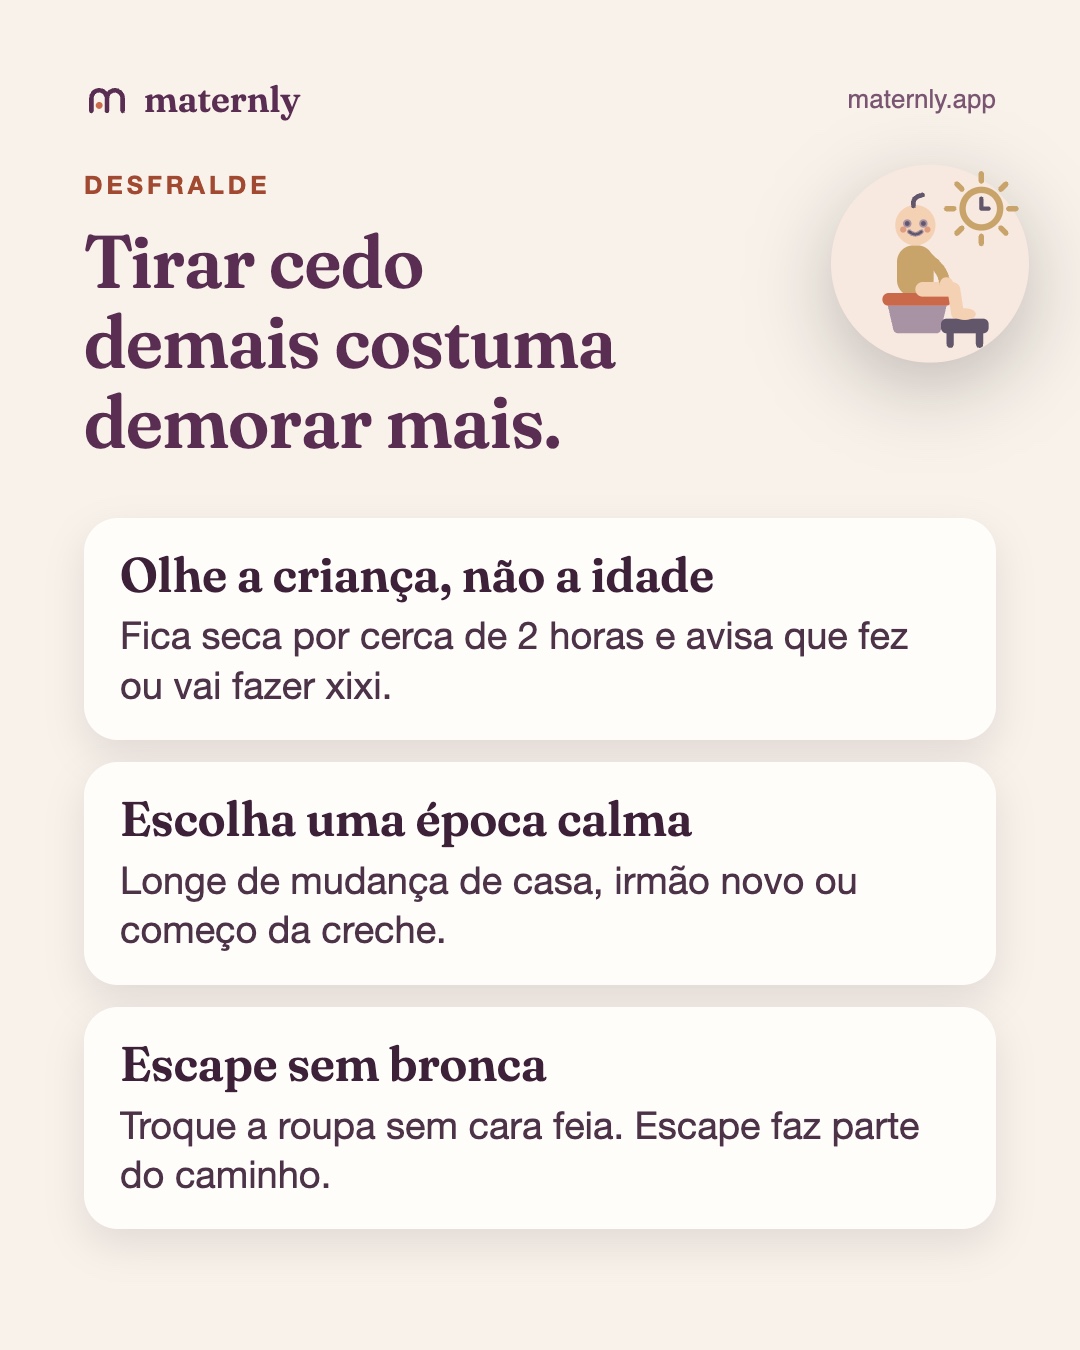 maternly
maternly.app
DESFRALDE
Tirar cedo
demais costuma
demorar mais.
Olhe a criança, não a idade
Fica seca por cerca de 2 horas e avisa que fez
ou vai fazer xixi.
Escolha uma época calma
Longe de mudança de casa, irmão novo ou
começo da creche.
Escape sem bronca
Troque a roupa sem cara feia. Escape faz parte
do caminho.